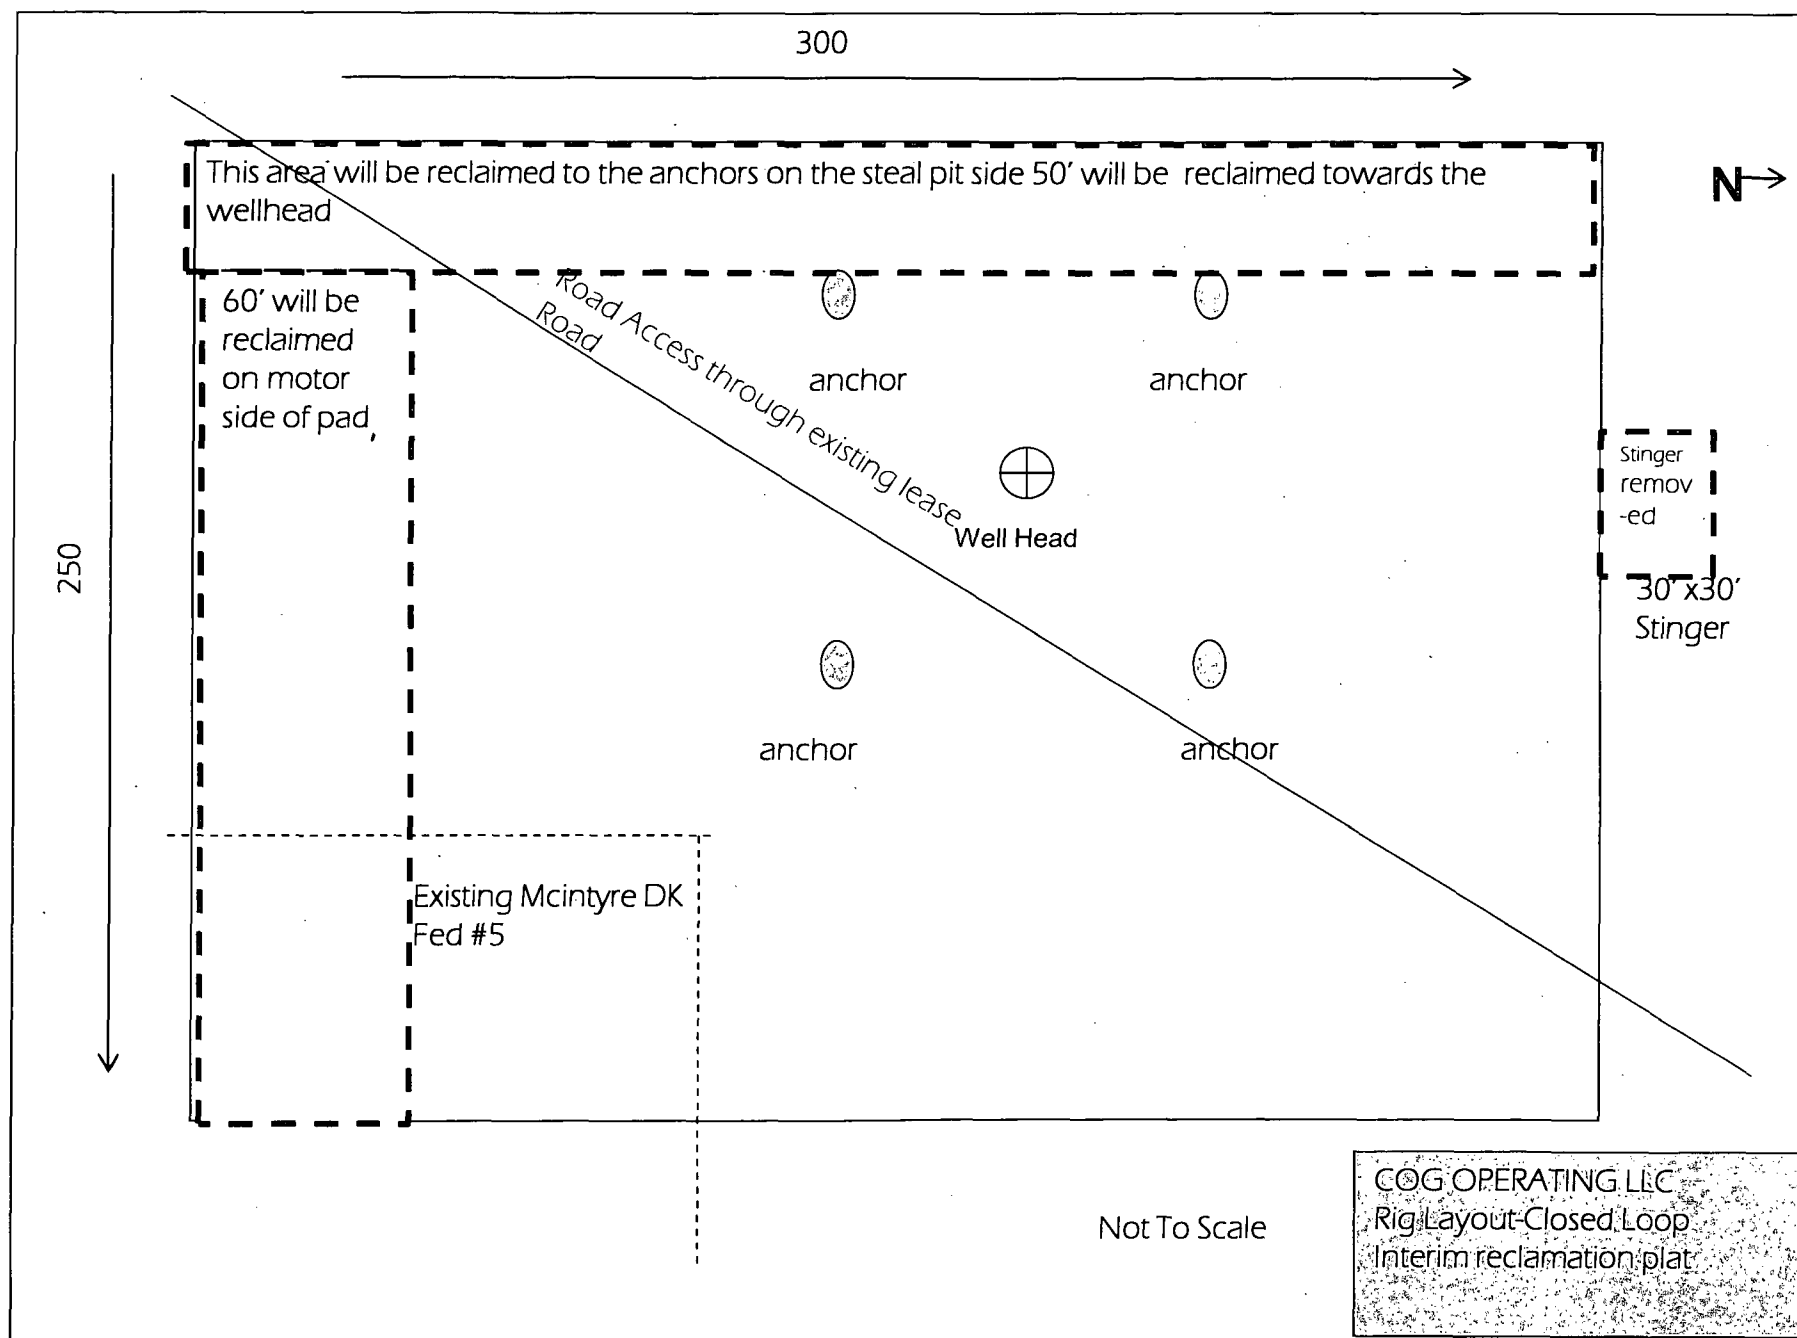 300
This area will be reclaimed to the anchors on the steal pit side 50' will be reclaimed towards the
wellhead
N
60' will be
reclaimed
on motor
side of pad,
Road Access through existing lease
Road
anchor
anchor
Well Head
Stinger
remov
-ed
30'x30'
Stinger
250
anchor
anchor
Existing Mcintyre DK
Fed #5
Not To Scale
COG OPERATING LLC
Rig Layout-Closed Loop
Interim reclamation plat